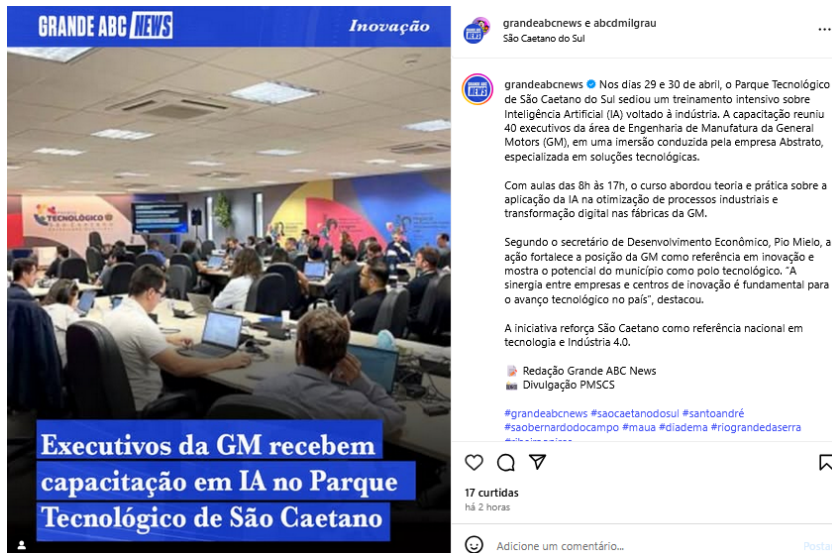 GRANDE ABC NEWS
Inovação
TECNOLÓGICO
SÃO CAETANO
Executivos da GM recebem
capacitação em IA no Parque
Tecnológico de São Caetano
grandeabcnews e abcdmilgrau
São Caetano do Sul
grandeabcnews Nos dias 29 e 30 de abril, o Parque Tecnológico
de São Caetano do Sul sediou um treinamento intensivo sobre
Inteligência Artificial (IA) voltado à indústria. A capacitação reuniu
40 executivos da área de Engenharia de Manufatura da General
Motors (GM), em uma imersão conduzida pela empresa Abstrato,
especializada em soluções tecnológicas.
Com aulas das 8h às 17h, o curso abordou teoria e prática sobre a
aplicação da IA na otimização de processos industriais e
transformação digital nas fábricas da GM.
Segundo o secretário de Desenvolvimento Econômico, Pio Mielo, a
ação fortalece a posição da GM como referência em inovação e
mostra o potencial do município como polo tecnológico. "A
sinergia entre empresas e centros de inovação é fundamental para
o avanço tecnológico no país", destacou.
A iniciativa reforça São Caetano como referência nacional em
tecnologia e Indústria 4.0.
Redação Grande ABC News
Divulgação PMSCS
#grandeabcnews #saocaetanodosul #santoandré
#saobernardodocampo #maua #diadema #riograndedaserra
17 curtidas
há 2 horas
Adicione um comentário...
Postar